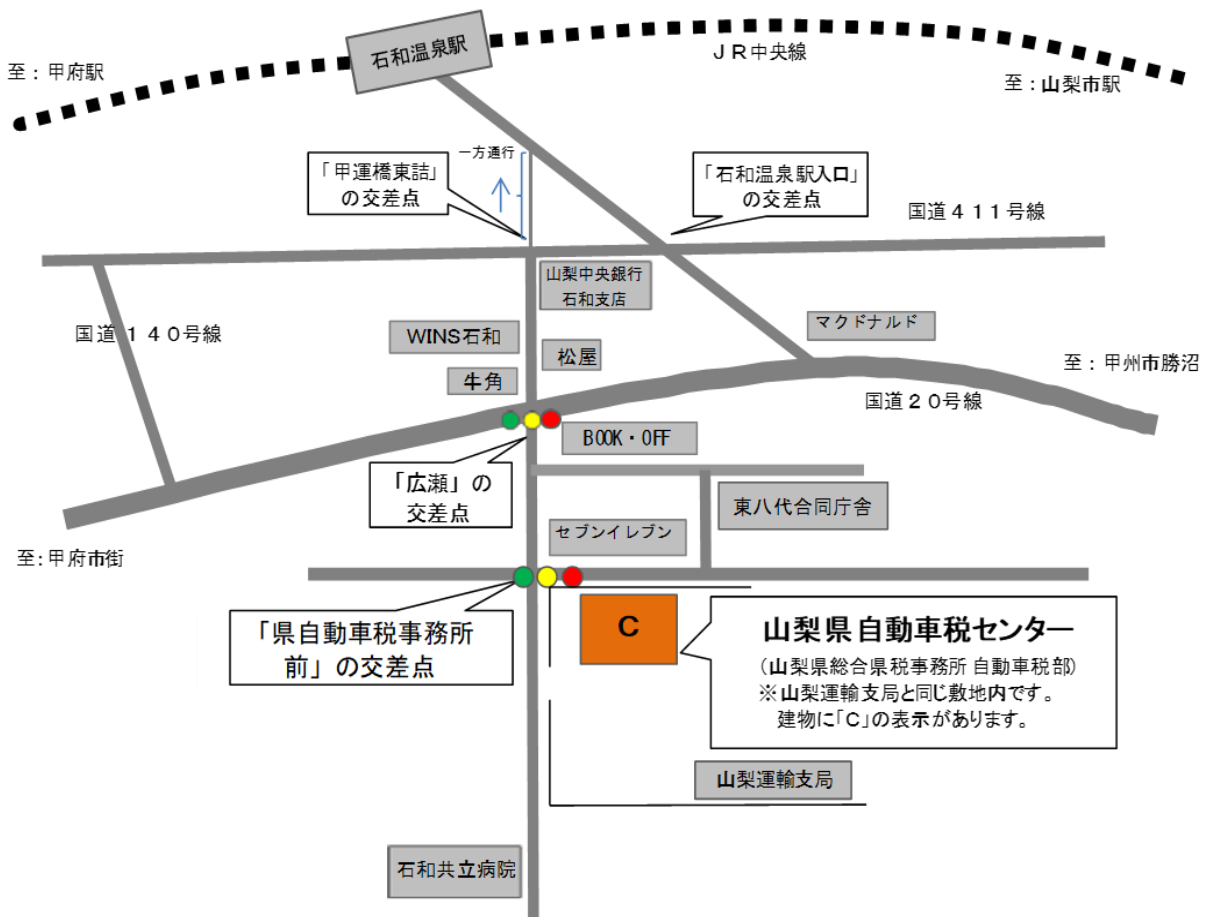 石和温泉駅
JR中央線
至：甲府駅
至：山梨市駅
一方通行
「甲運橋東詰」
の交差点
「石和温泉駅入口」
の交差点
国道４１１号線
山梨中央銀行
石和支店
国道１４０号線
WINS石和
松屋
マクドナルド
牛角
至：甲州市勝沼
国道２０号線
BOOK・OFF
「広瀬」の
交差点
東八代合同庁舎
セブンイレブン
至：甲府市街
「県自動車税事務所
前」の交差点
C
山梨県自動車税センター
（山梨県総合県税事務所 自動車税部）
※山梨運輸支局と同じ敷地内です。
建物に「C」の表示があります。
山梨運輸支局
石和共立病院